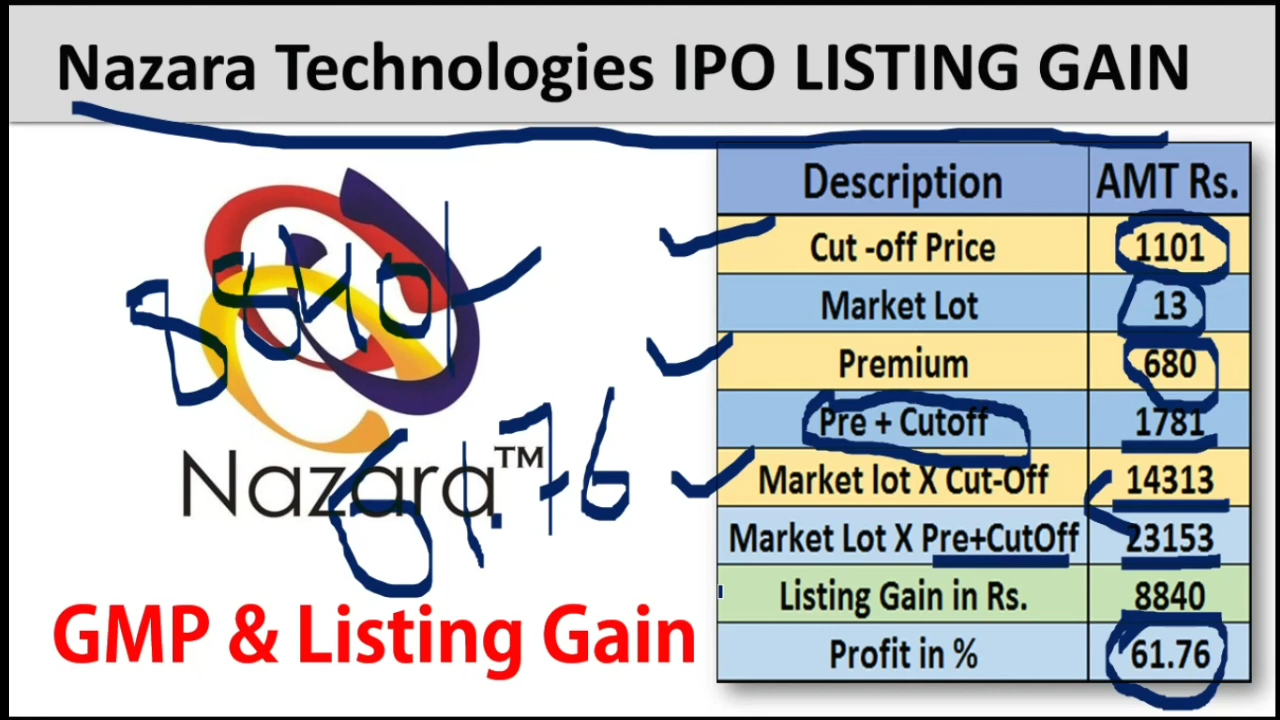 Nazara Technologies IPO LISTING GAIN
Description AMT Rs.
Cut -off Price 1101
Market Lot 13
Premium 680
Pre + Cutoff 1781
Market lot X Cut-Off 14313
Market Lot X Pre+CutOff 23153
Listing Gain in Rs. 8840
Profit in % 61.76
8840/-
61.76
Nazara™
GMP & Listing Gain